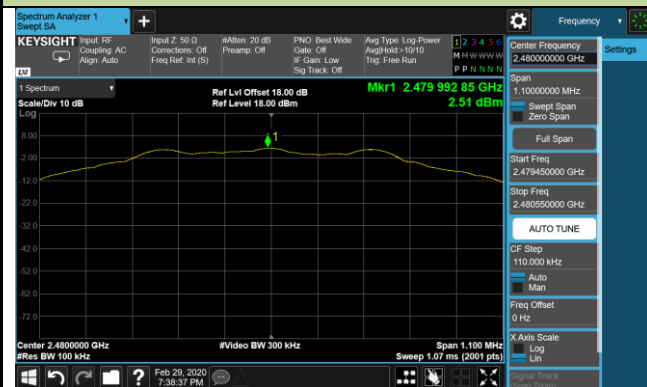 Spectrum Analyzer 1
Swept SA
Frequency
KEYSIGHT
Input: RF
Coupling: AC
Align: Auto
Input Z: 50 Ω
Corrections: Off
Freq Ref: Int (S)
#Atten: 20 dB
Preamp: Off
PNO: Best Wide
Gate: Off
IF Gain: Low
Sig Track: Off
Avg Type: Log-Power
Avg|Hold:>10/10
Trig: Free Run
1 2 3 4 5 6
M M W W W W
P P N N N N
LXI
1 Spectrum
Scale/Div 10 dB
Ref Lvl Offset 18.00 dB
Ref Level 18.00 dBm
Mkr1 2.479 992 85 GHz
2.51 dBm
Log
1
8.00
-2.00
-12.0
-22.0
-32.0
-42.0
-52.0
-62.0
-72.0
Center 2.4800000 GHz
#Res BW 100 kHz
#Video BW 300 kHz
Span 1.100 MHz
Sweep 1.07 ms (2001 pts)
Feb 29, 2020
7:38:37 PM
Center Frequency
2.480000000 GHz
Settings
Span
1.10000000 MHz
Swept Span
Zero Span
Full Span
Start Freq
2.479450000 GHz
Stop Freq
2.480550000 GHz
AUTO TUNE
CF Step
110.000 kHz
Auto
Man
Freq Offset
0 Hz
X Axis Scale
Log
Lin
Signal Track
(Span Zoom)